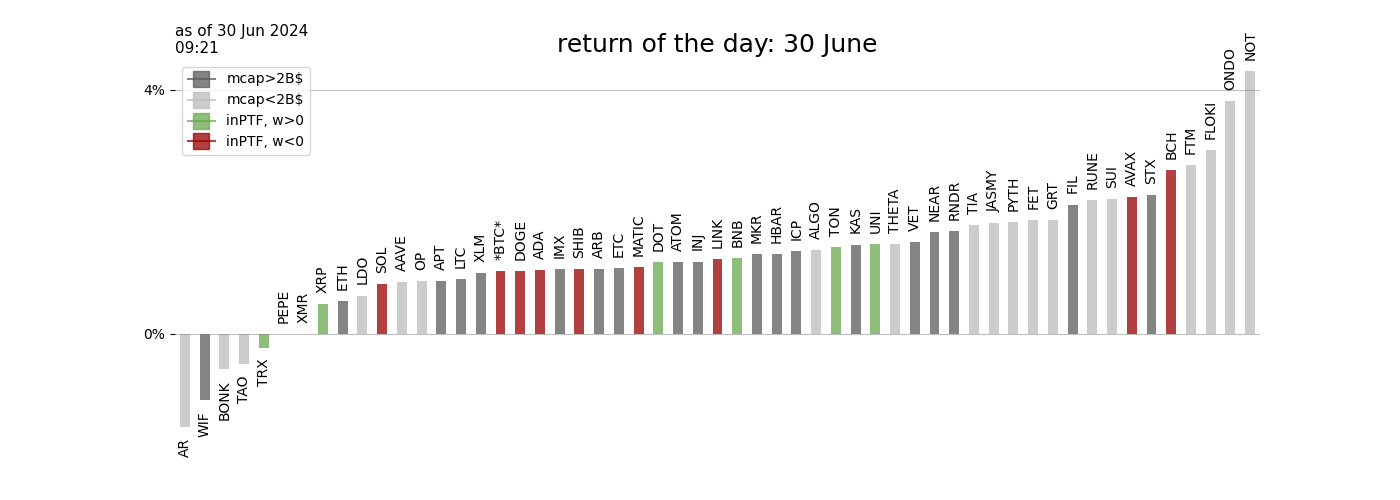 as of 30 Jun 2024
09:21
return of the day: 30 June
mcap>2B$
mcap<2B$
inPTF, w>0
inPTF, w<0
4%
0%
AR
WIF
BONK
TAO
TRX
PEPE
XMR
XRP
ETH
LDO
SOL
AAVE
OP
APT
LTC
XLM
*BTC*
DOGE
ADA
IMX
SHIB
ARB
ETC
MATIC
DOT
ATOM
INJ
LINK
BNB
MKR
HBAR
ICP
ALGO
TON
KAS
UNI
THETA
VET
NEAR
RNDR
TIA
JASMY
PYTH
FET
GRT
FIL
RUNE
SUI
AVAX
STX
BCH
FTM
FLOKI
ONDO
NOT